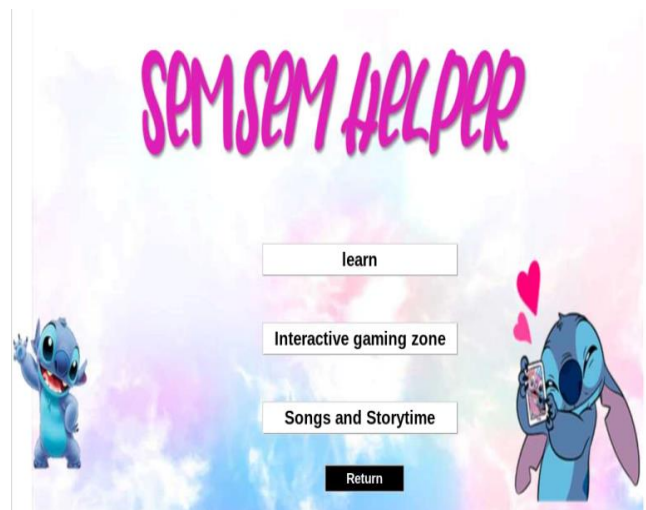 SEMSEM HELPER
learn
Interactive gaming zone
Songs and Storytime
Return